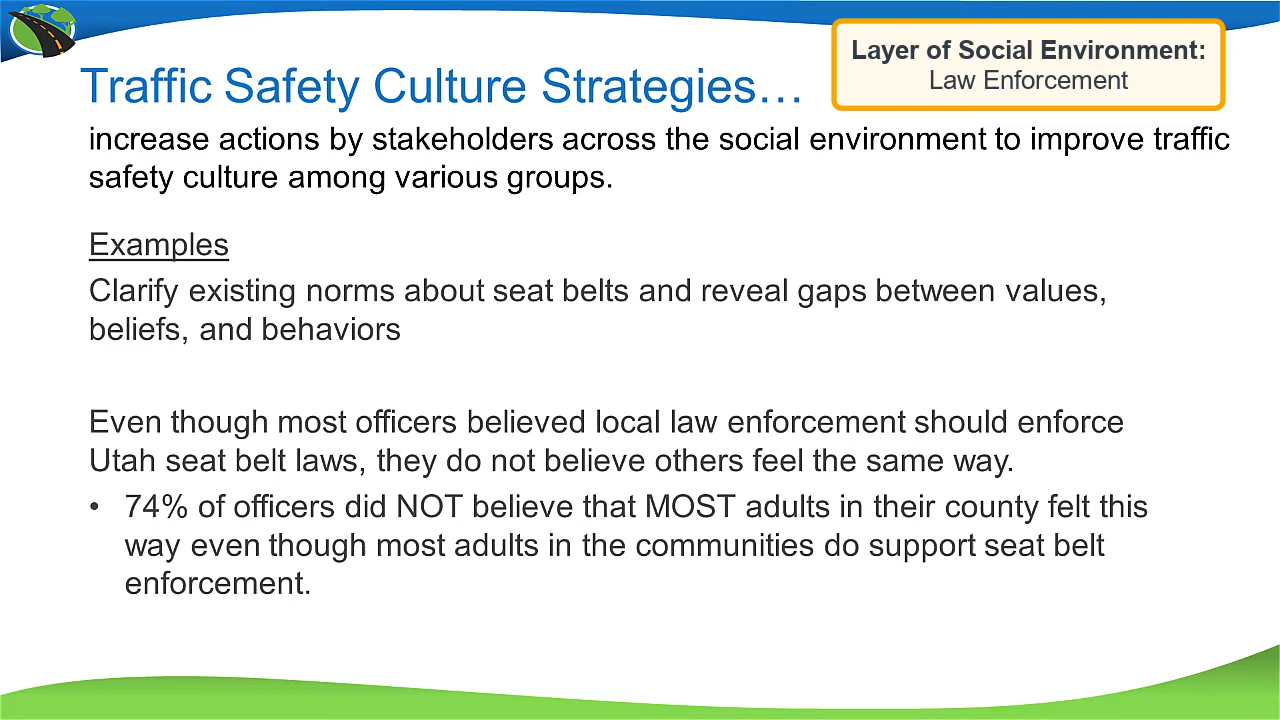 Layer of Social Environment:
Law Enforcement
Traffic Safety Culture Strategies…
increase actions by stakeholders across the social environment to improve traffic
safety culture among various groups.
Examples
Clarify existing norms about seat belts and reveal gaps between values,
beliefs, and behaviors
Even though most officers believed local law enforcement should enforce
Utah seat belt laws, they do not believe others feel the same way.
• 74% of officers did NOT believe that MOST adults in their county felt this
way even though most adults in the communities do support seat belt
enforcement.